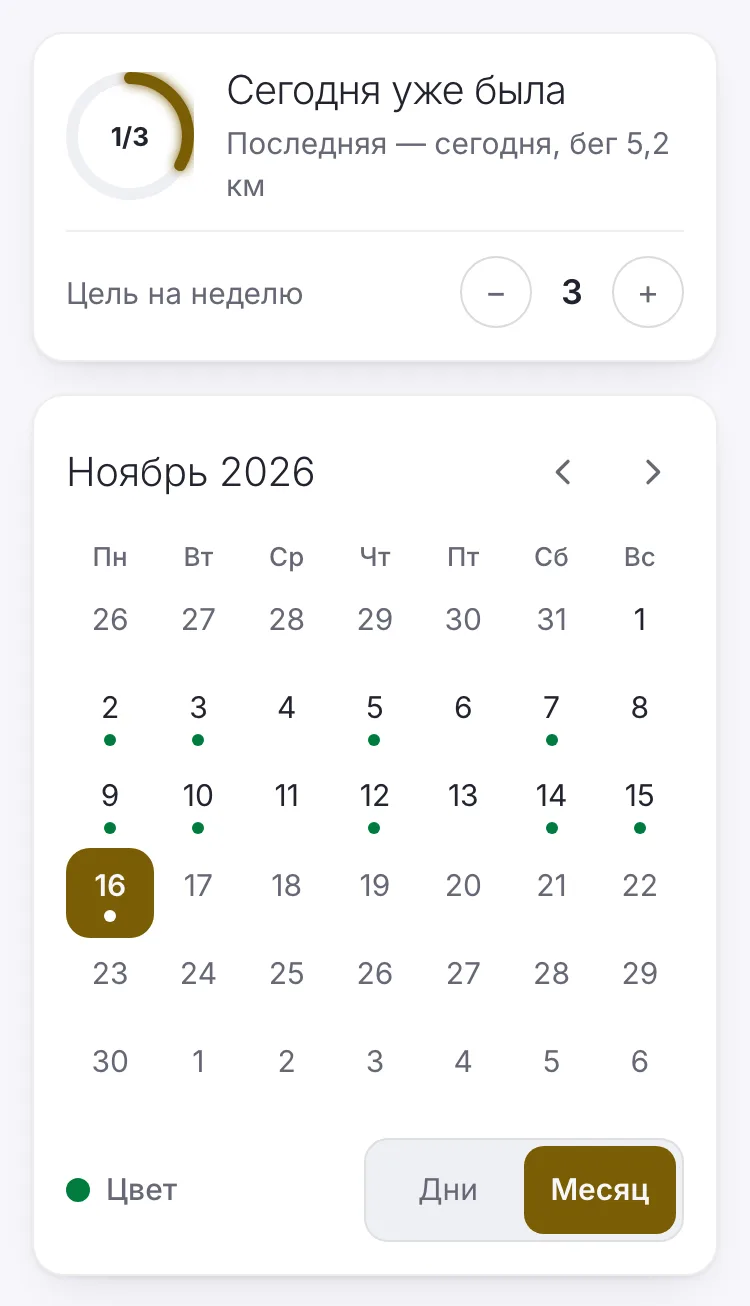 1/3
Сегодня уже была
Последняя — сегодня, бег 5,2
км
Цель на неделю − 3 +
Ноябрь 2026
Пн Вт Ср Чт Пт Сб Вс
26 27 28 29 30 31 1
2 3 4 5 6 7 8
9 10 11 12 13 14 15
16 17 18 19 20 21 22
23 24 25 26 27 28 29
30 1 2 3 4 5 6
Цвет Дни Месяц